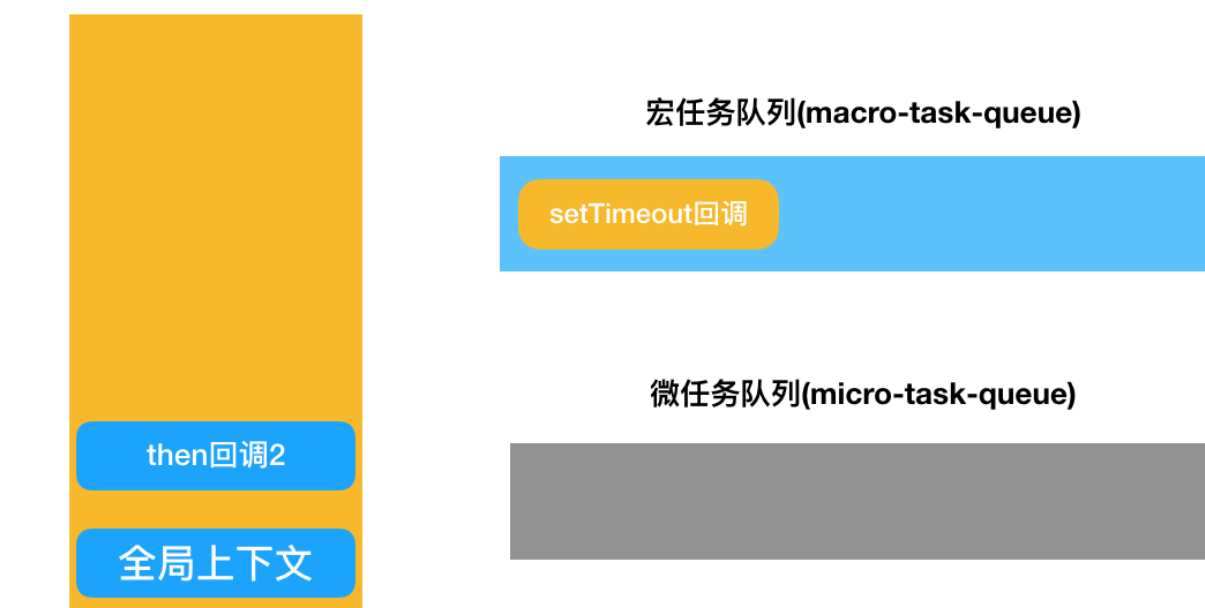 宏任务队列(macro-task-queue)
setTimeout回调
微任务队列(micro-task-queue)
then回调2
全局上下文